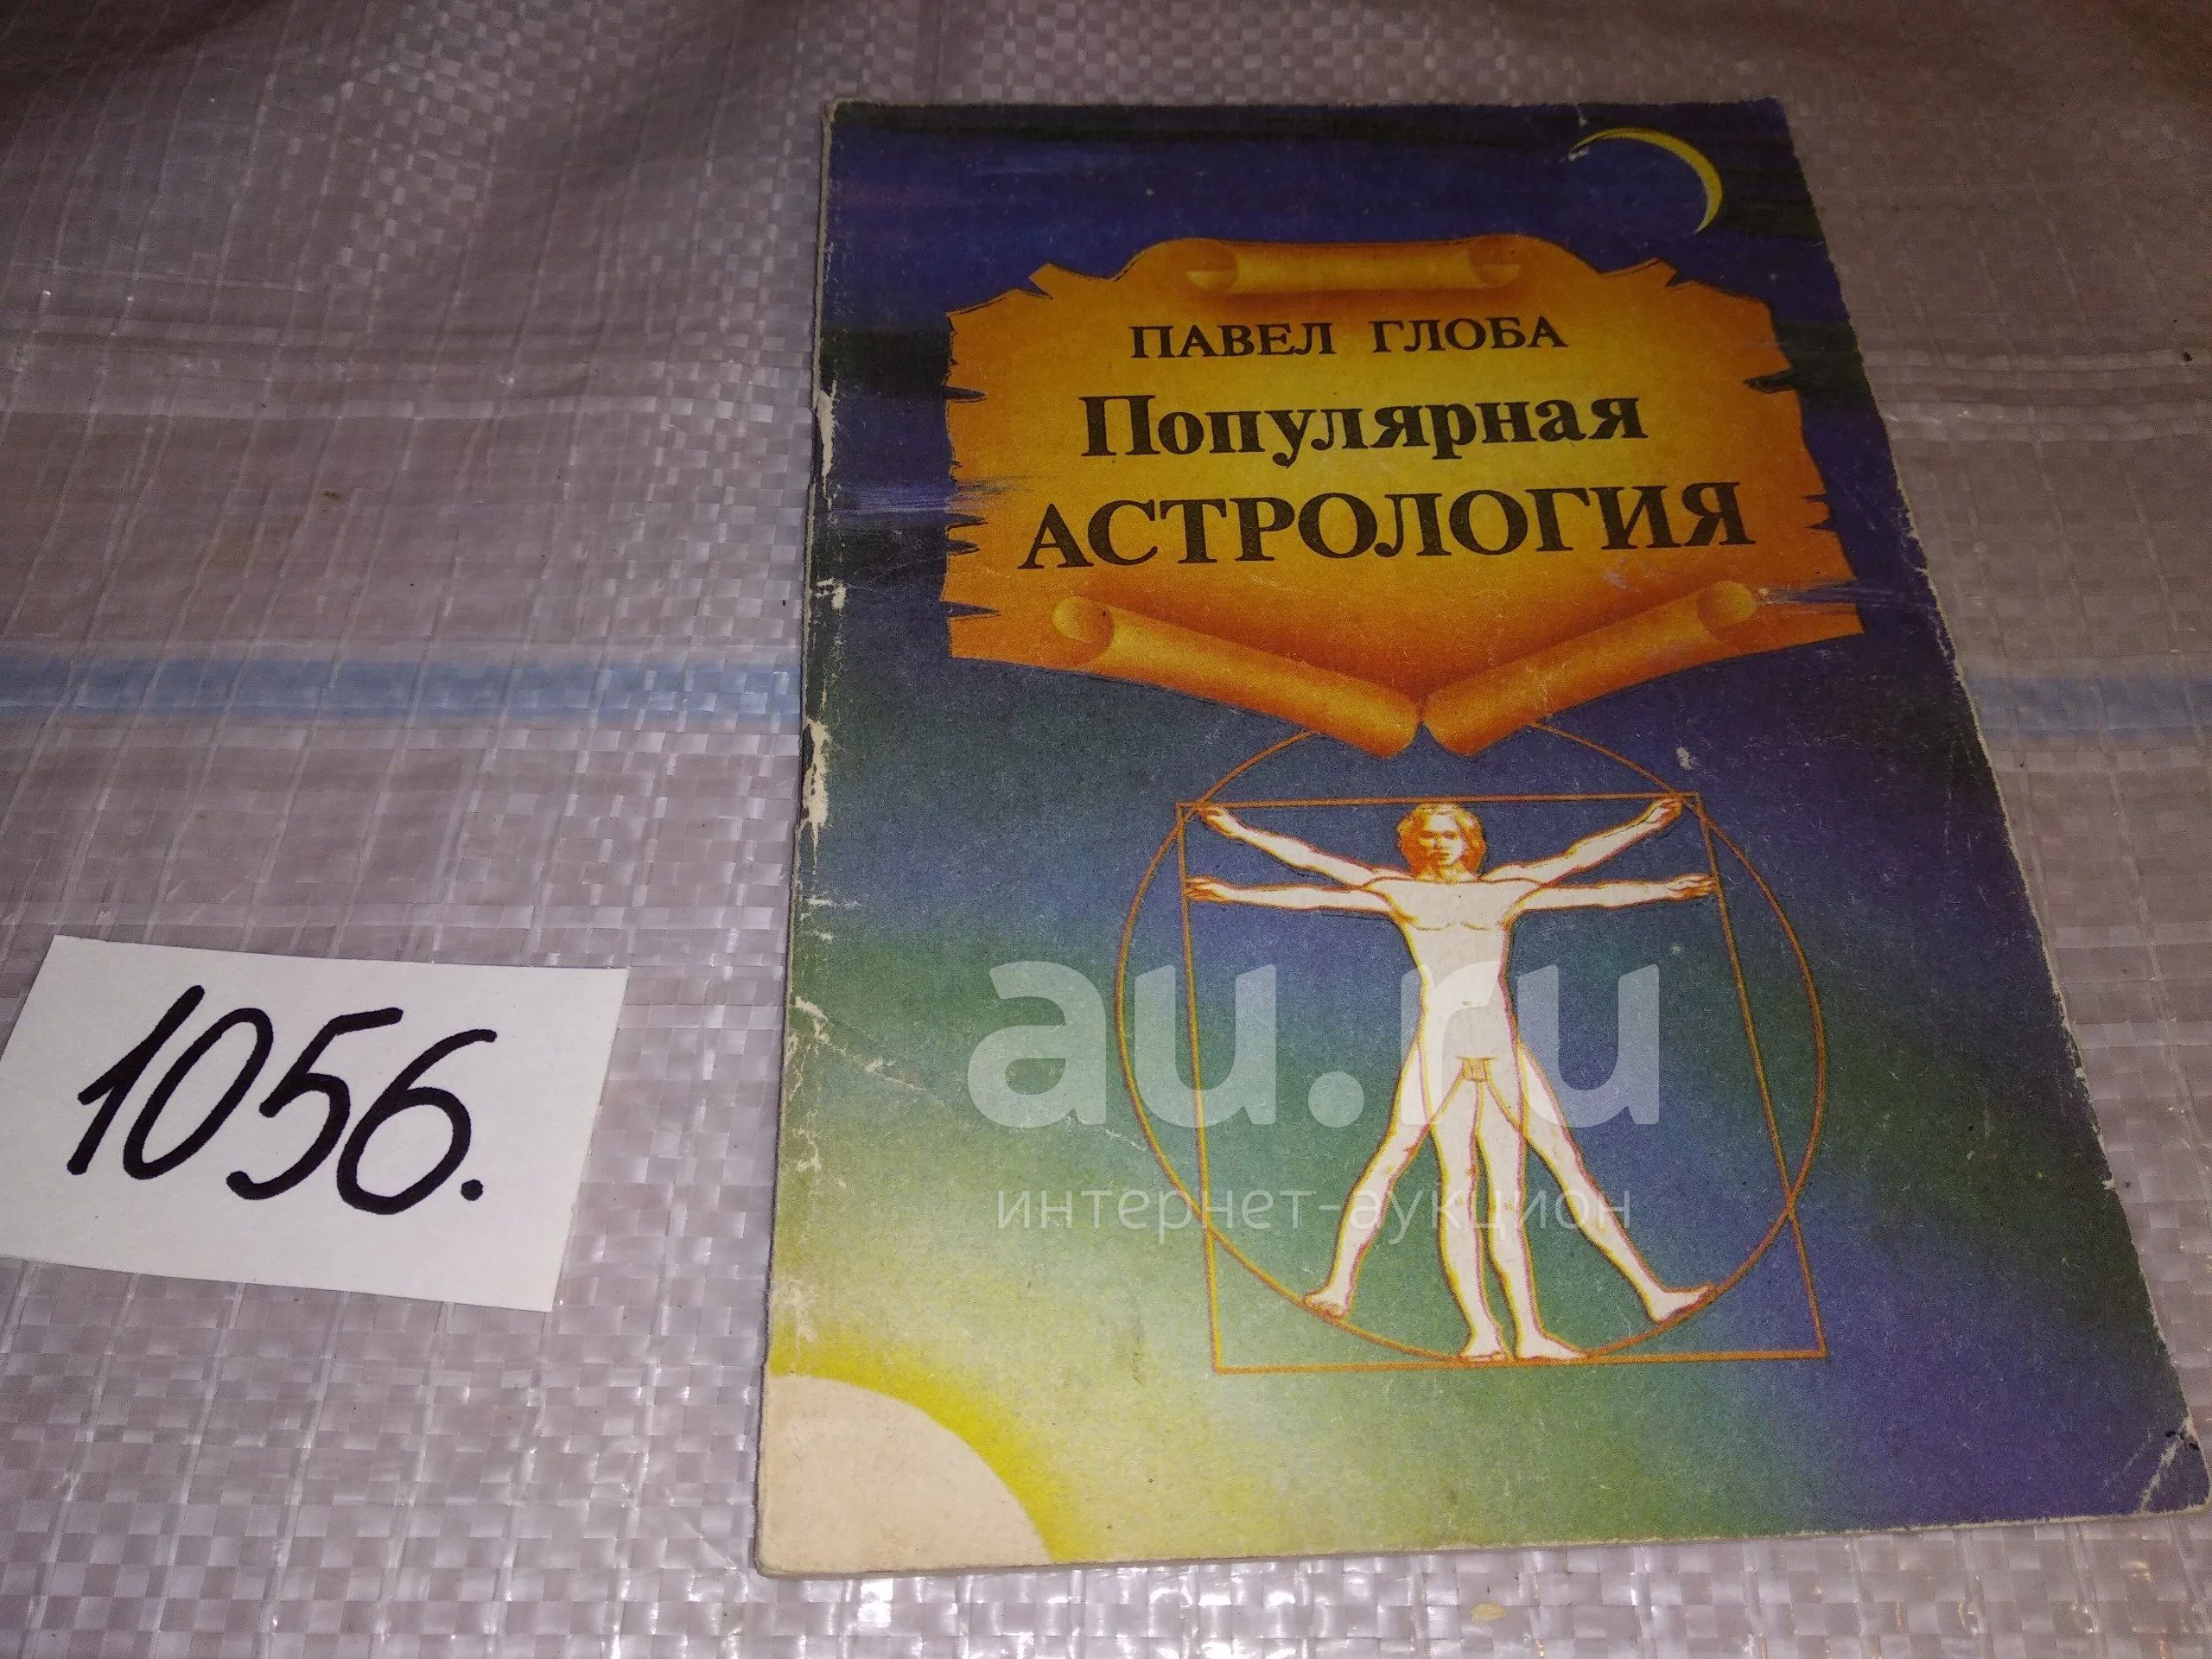 ПАВЕЛ ГЛОБА
Популярная
АСТРОЛОГИЯ
1056.
au.ru
интернет-аукцион